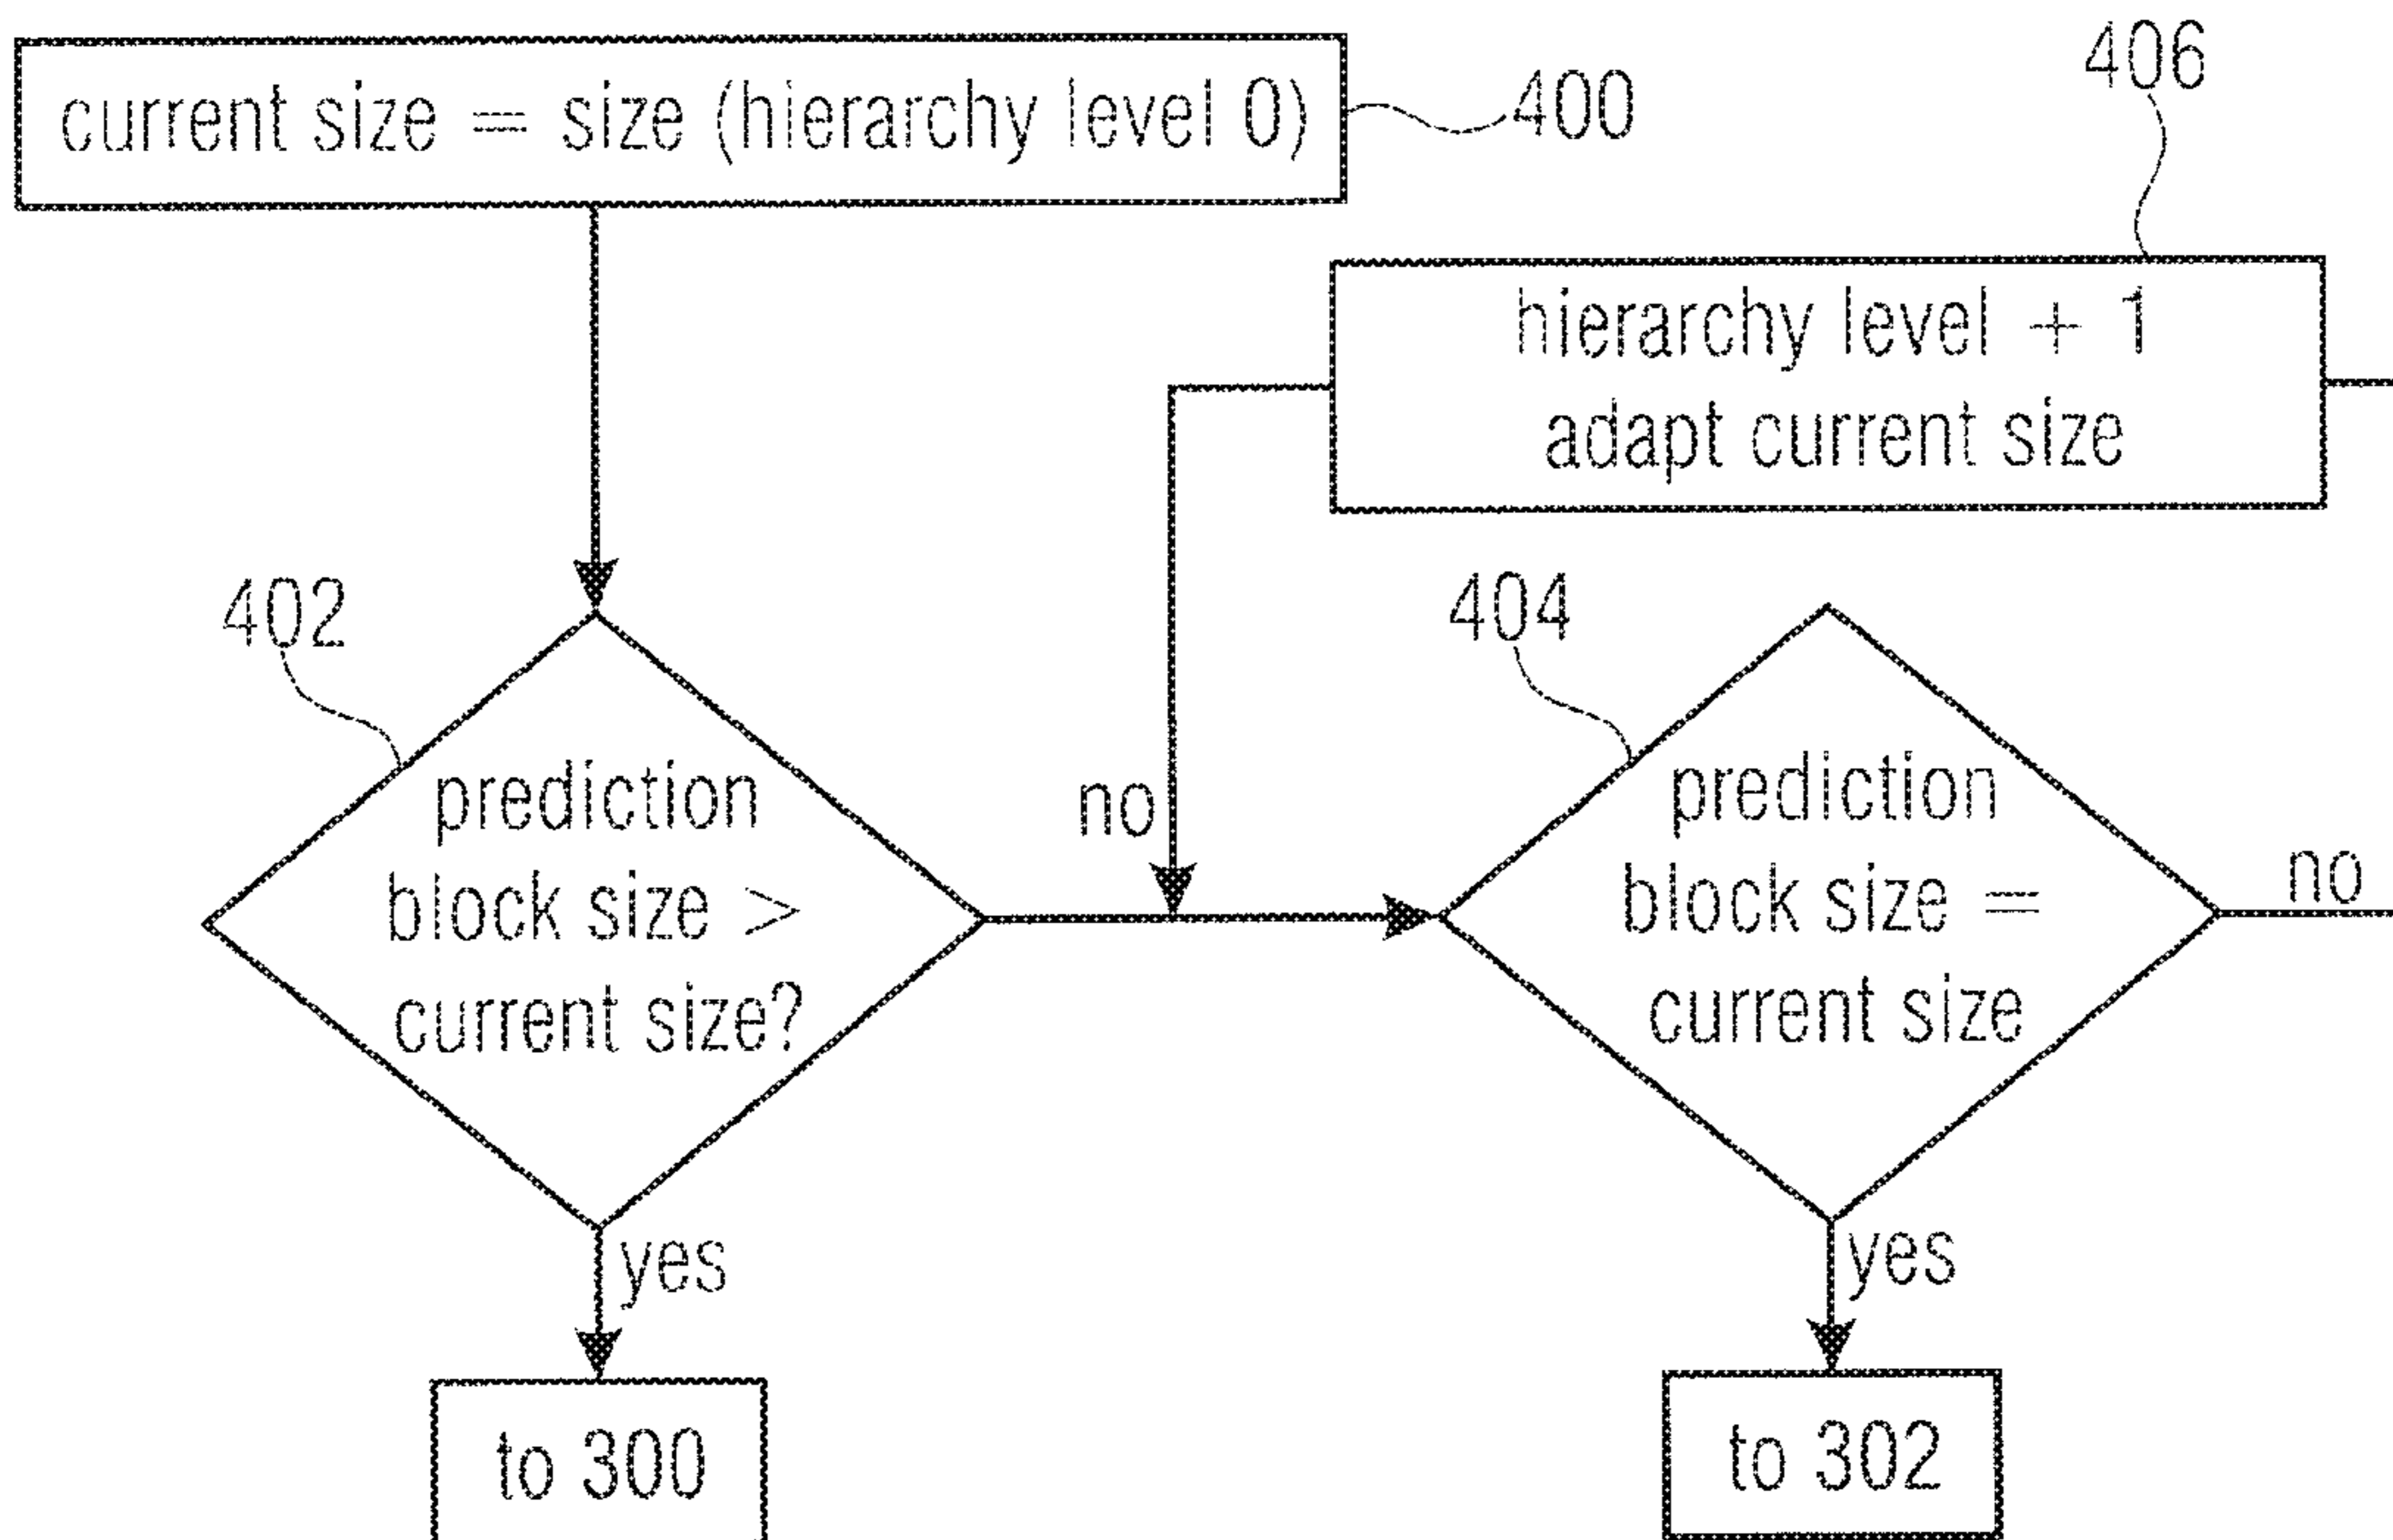 current size = size (hierarchy level 0)
400
406
hierarchy level + 1
adapt current size
402
prediction
block size >
current size?
no
404
prediction
block size =
current size
no
yes
yes
to 300
to 302